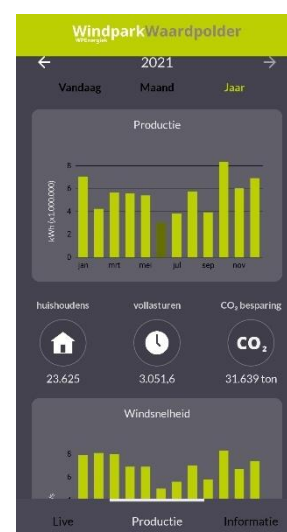 WindparkWaardpolder
WPEnergiek
← 2021 →
Vandaag Maand Jaar
Productie
kWh (x1.000.000)
8
6
4
2
0
jan mrt mei jul sep nov
huishoudens vollasturen CO₂ besparing
CO₂
23.625 3.051,6 31.639 ton
Windsnelheid
8
6
Live Productie Informatie